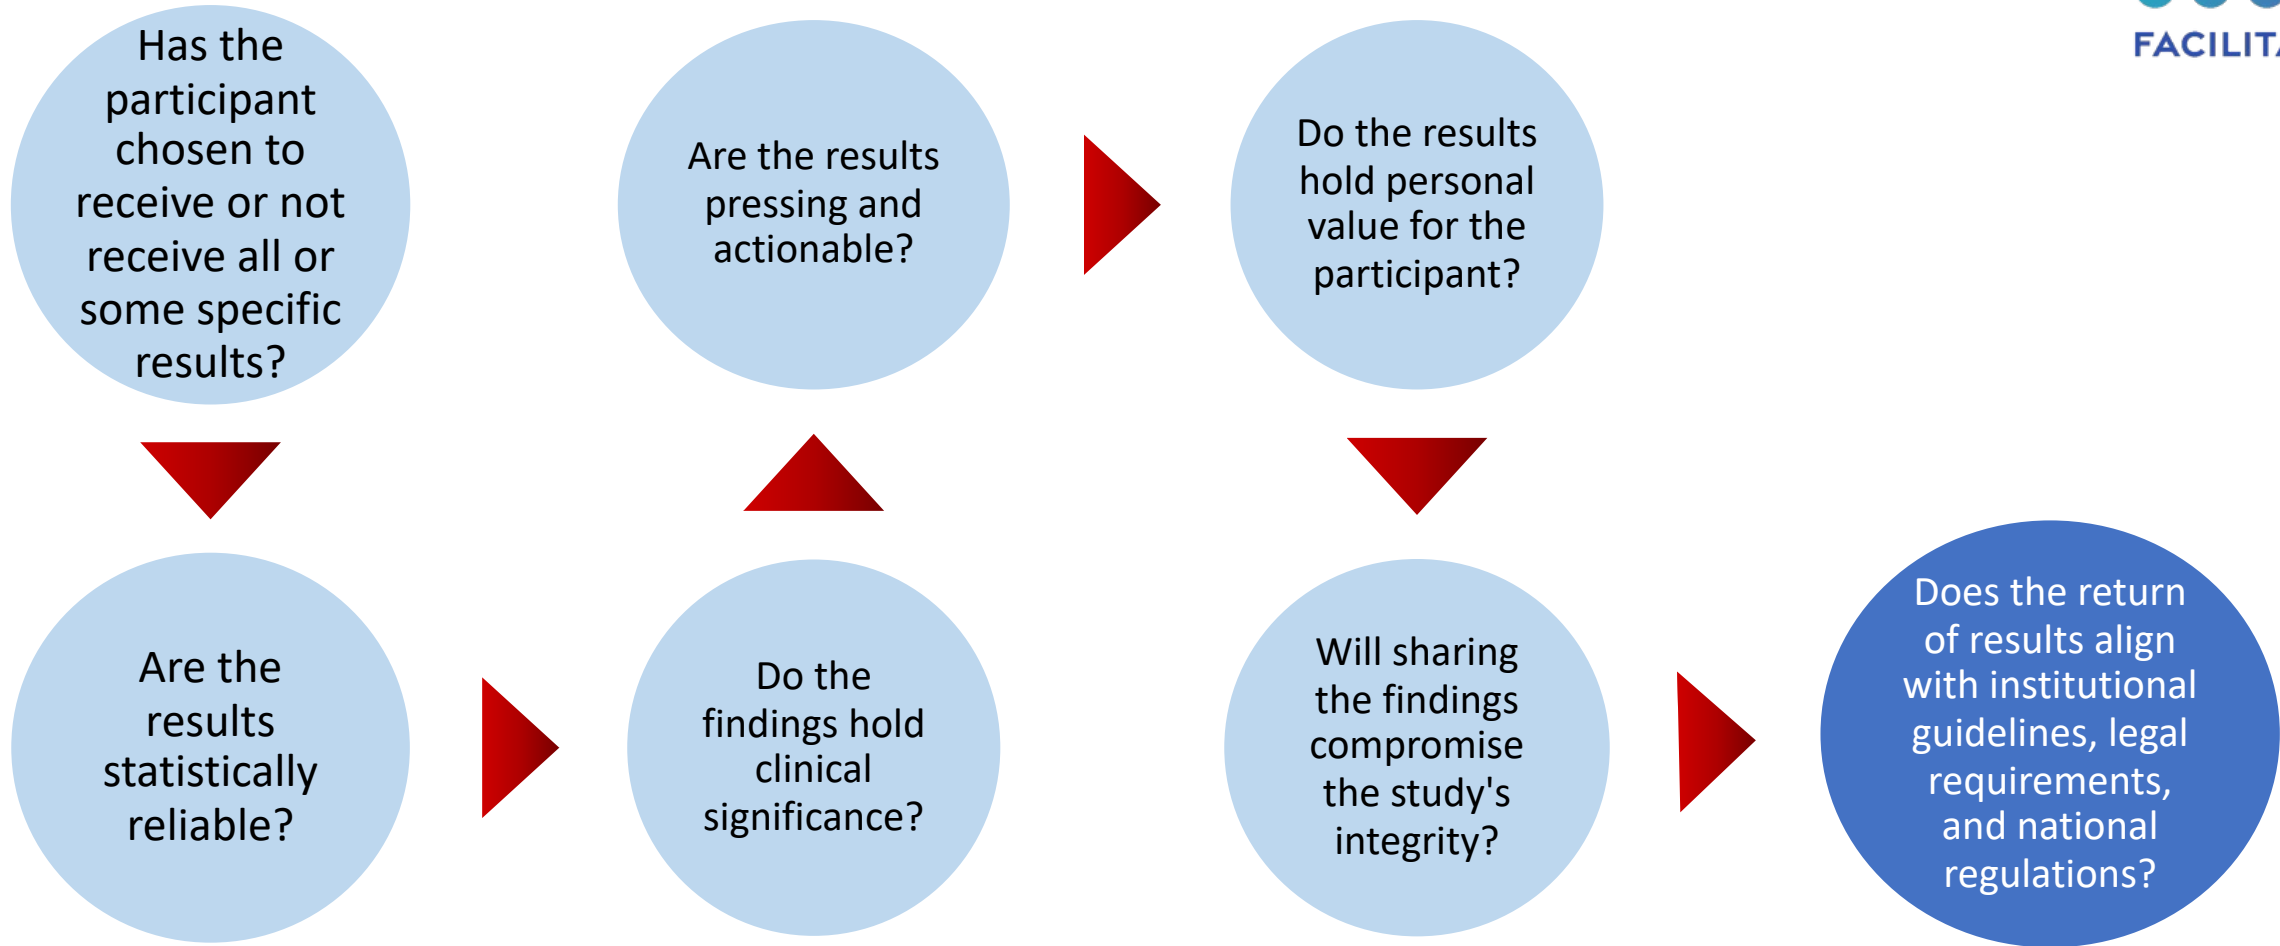 Has the
participant
chosen to
receive or not
receive all or
some specific
results?
Are the
results
statistically
reliable?
Do the
findings hold
clinical
significance?
Are the results
pressing and
actionable?
Do the results
hold personal
value for the
participant?
Will sharing
the findings
compromise
the study's
integrity?
Does the return
of results align
with institutional
guidelines, legal
requirements,
and national
regulations?